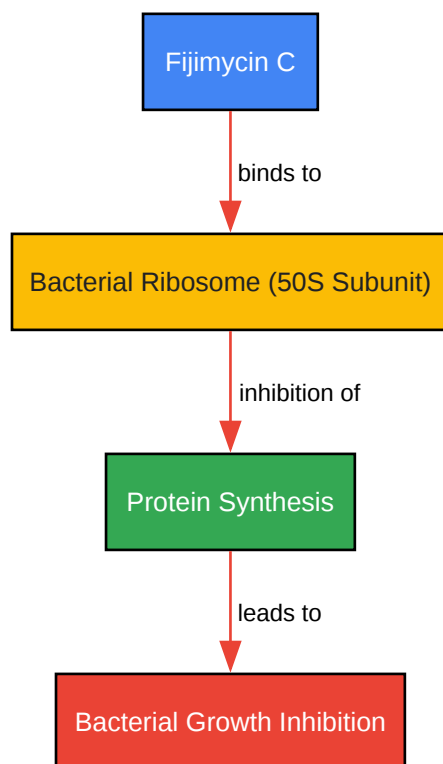 Fijimycin C
binds to
Bacterial Ribosome (50S Subunit)
inhibition of
Protein Synthesis
leads to
Bacterial Growth Inhibition